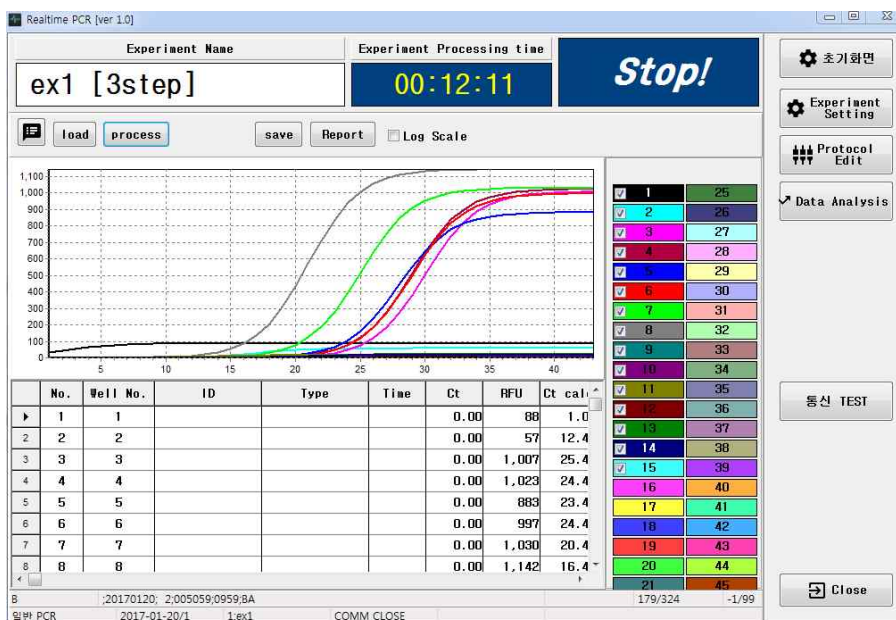 Realtime PCR [ver 1.0]
Experiment Name
Experiment Processing time
ex1 [3step]
00:12:11
Stop!
load process save Report Log Scale
초기화면
Experiment Setting
Protocol Edit
Data Analysis
통신 TEST
Close
1,100
1,000
900
800
700
600
500
400
300
200
100
0
5 10 15 20 25 30 35 40
1 25
2 26
3 27
4 28
5 29
6 30
7 31
8 32
9 33
10 34
11 35
12 36
13 37
14 38
15 39
16 40
17 41
18 42
19 43
20 44
21 45
No. Well No. ID Type Time Ct RFU
1 1 0.00 88 1.0
2 2 2 0.00 57 12.4
3 3 3 0.00 1,007 25.4
4 4 4 0.00 1,023 24.4
5 5 5 0.00 883 23.4
6 6 6 0.00 997 24.4
7 7 7 0.00 1,030 20.4
8 8 8 0.00 1,142 16.4
B ;20170120; 2;005059;0959;BA 179/324 -1/99
일반 PCR 2017-01-20/1 1:ex1 COMM CLOSE